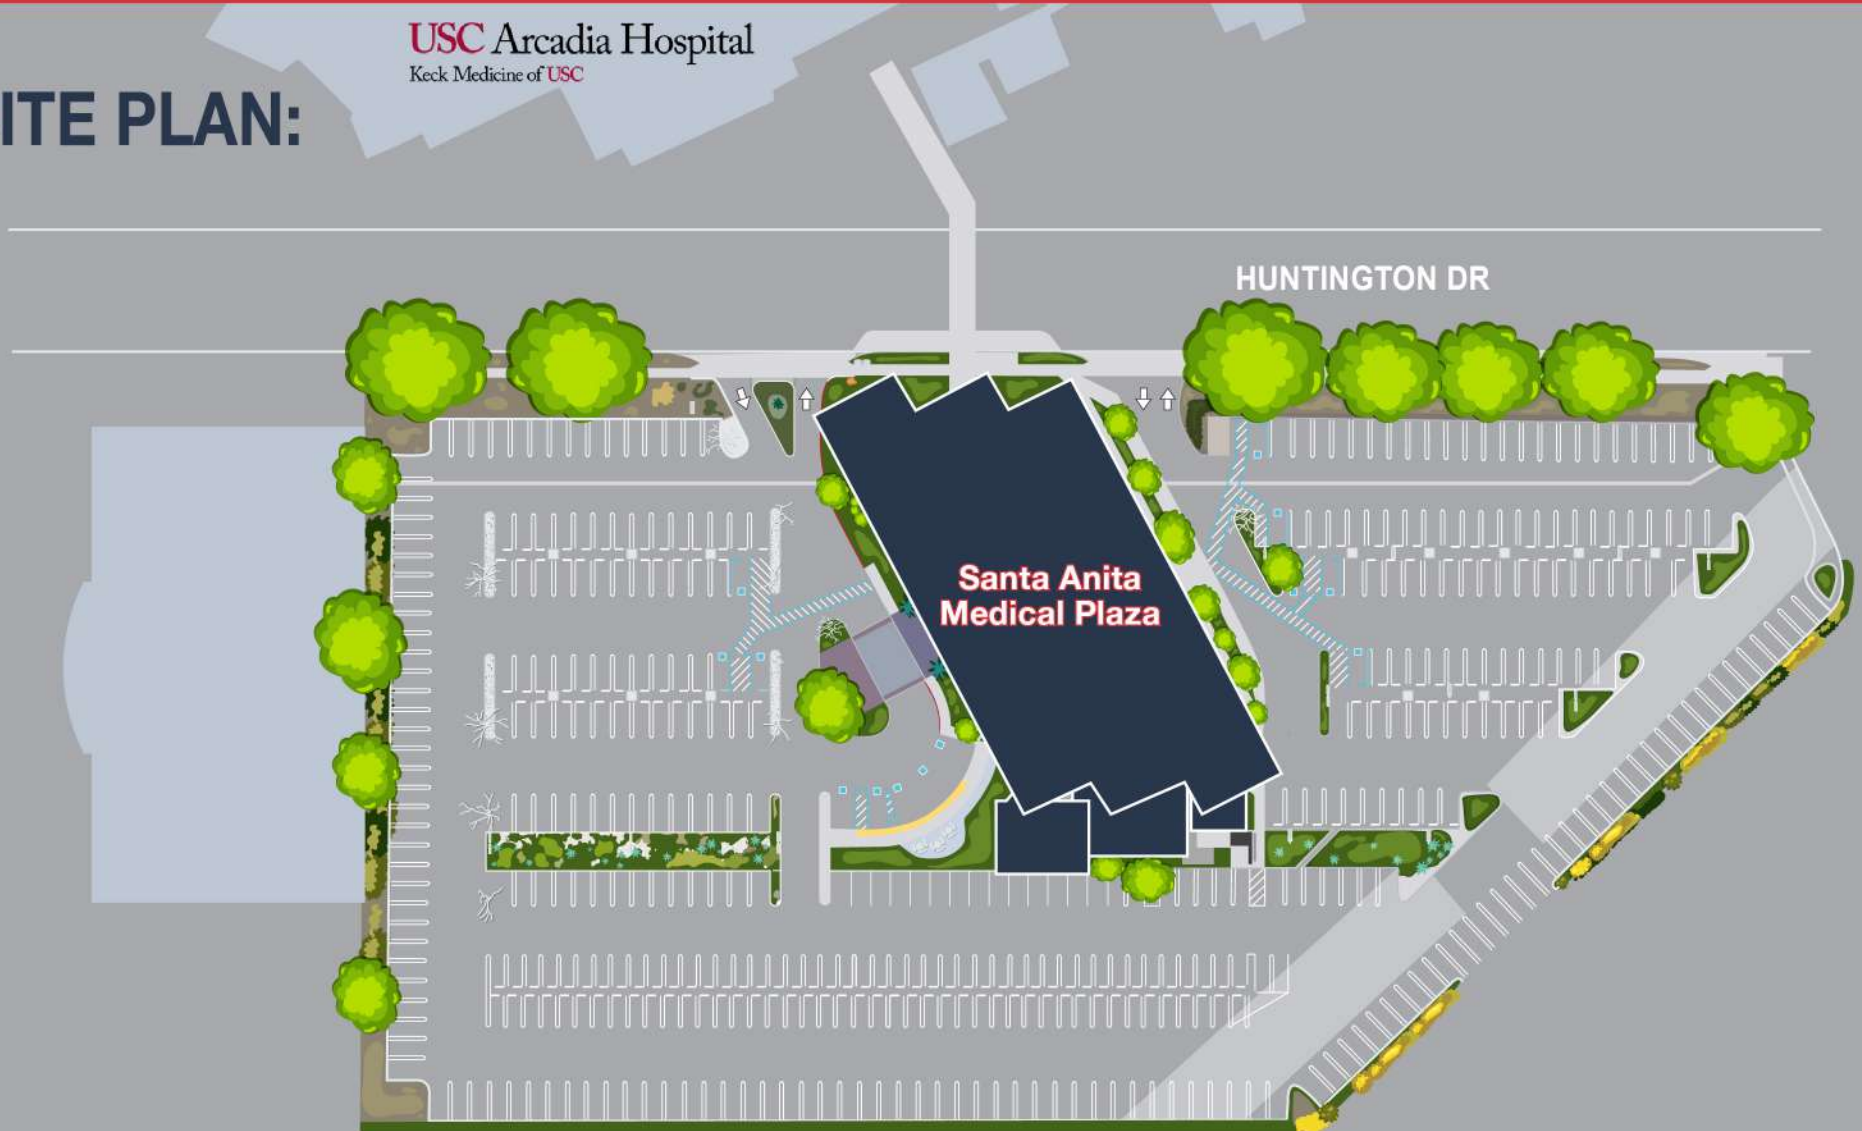 USC Arcadia Hospital
Keck Medicine of USC
ITE PLAN:
HUNTINGTON DR
Santa Anita
Medical Plaza